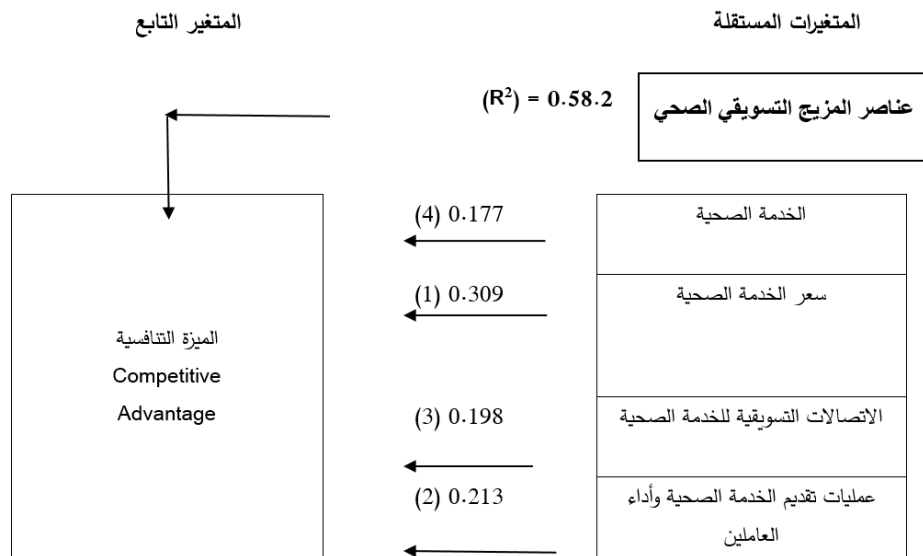 المتغيرات المستقلة
المتغير التابع
عناصر المزيج التسويقي الصحي
(R²) = 0.58.2
الخدمة الصحية
(4) 0.177
سعر الخدمة الصحية
(1) 0.309
الميزة التنافسية
Competitive
Advantage
الاتصالات التسويقية للخدمة الصحية
(3) 0.198
عمليات تقديم الخدمة الصحية وأداء
العاملين
(2) 0.213